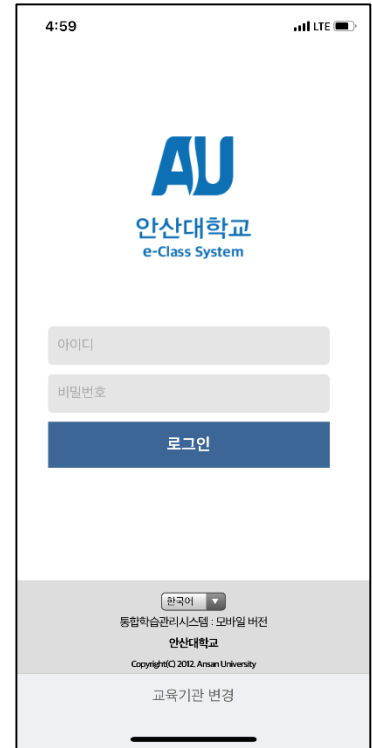 4:59 LTE
AU
안산대학교
e-Class System
아이디
비밀번호
로그인
한국어
통합학습관리시스템 : 모바일 버전
안산대학교
Copyright(C) 2012. Ansan University
교육기관 변경